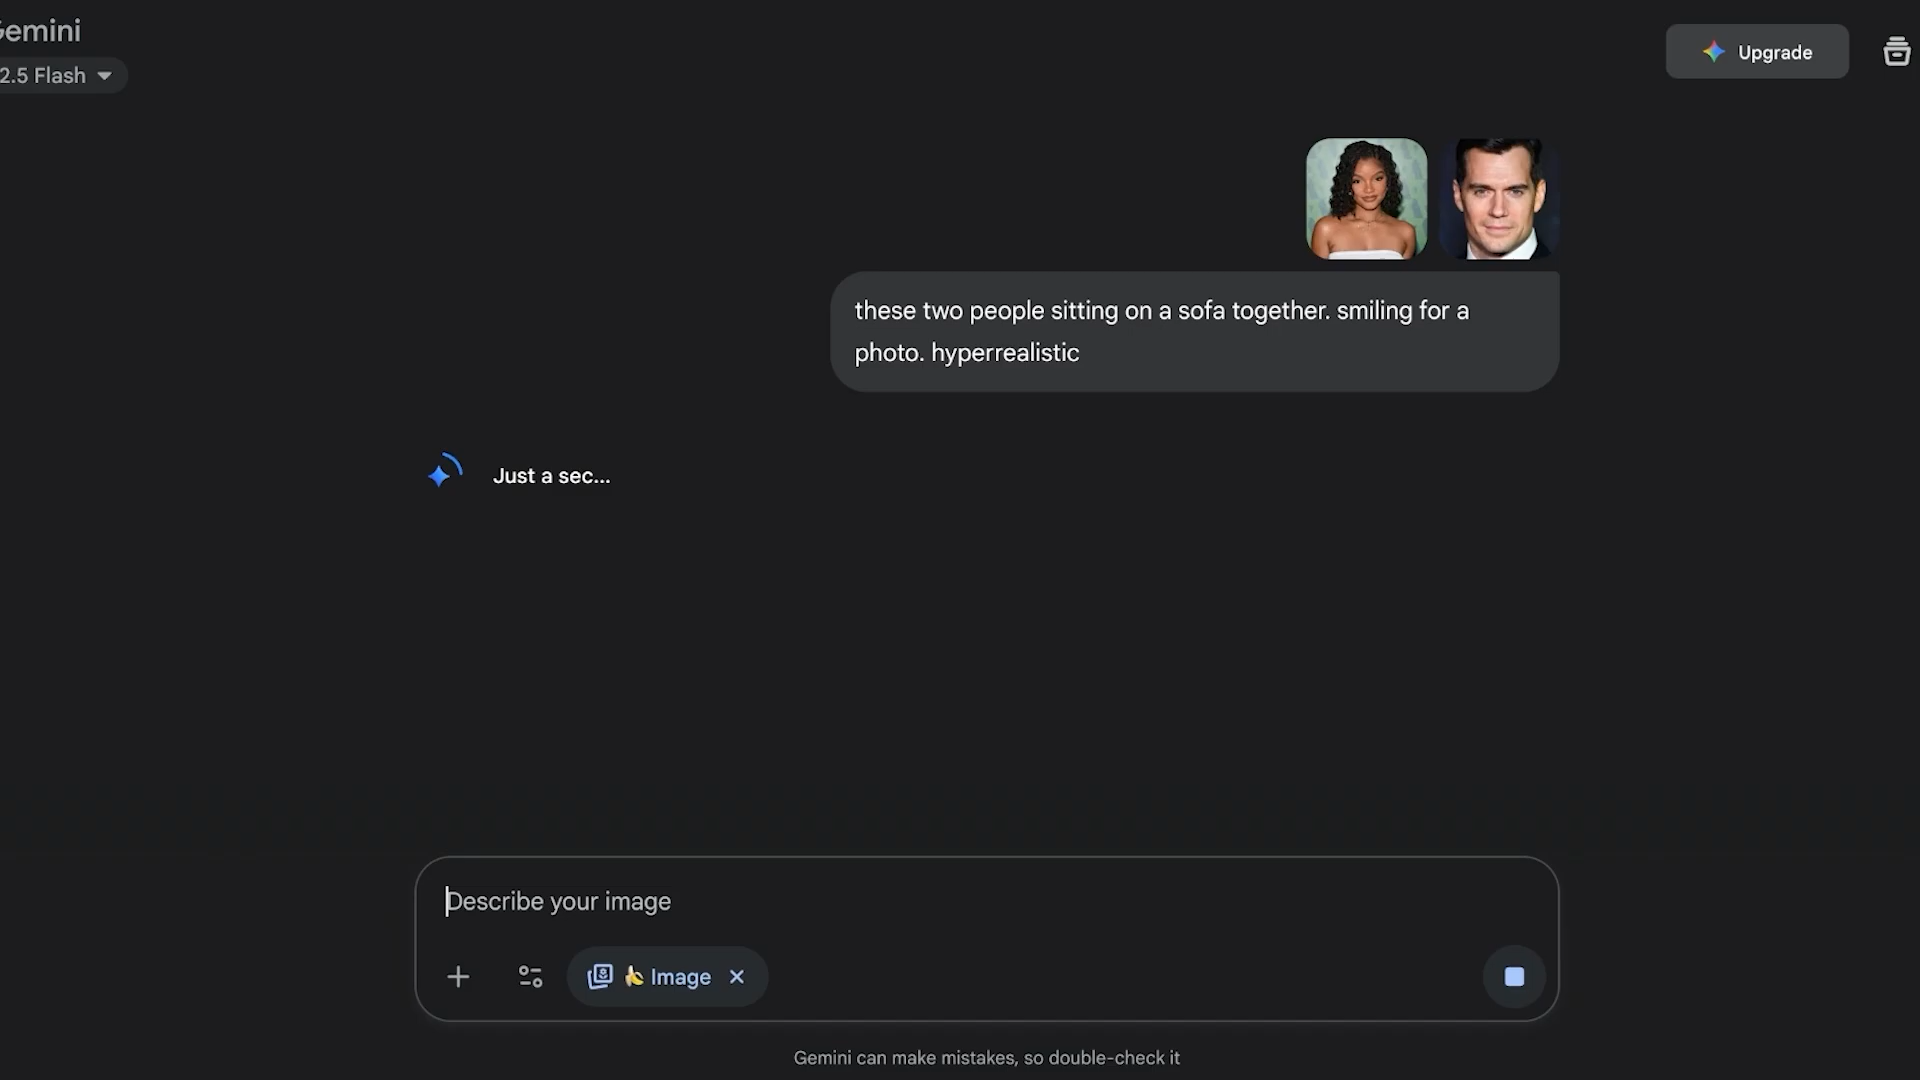 Gemini
2.5 Flash
Upgrade
these two people sitting on a sofa together. smiling for a
photo. hyperrealistic
Just a sec...
Describe your image
Image
Gemini can make mistakes, so double-check it